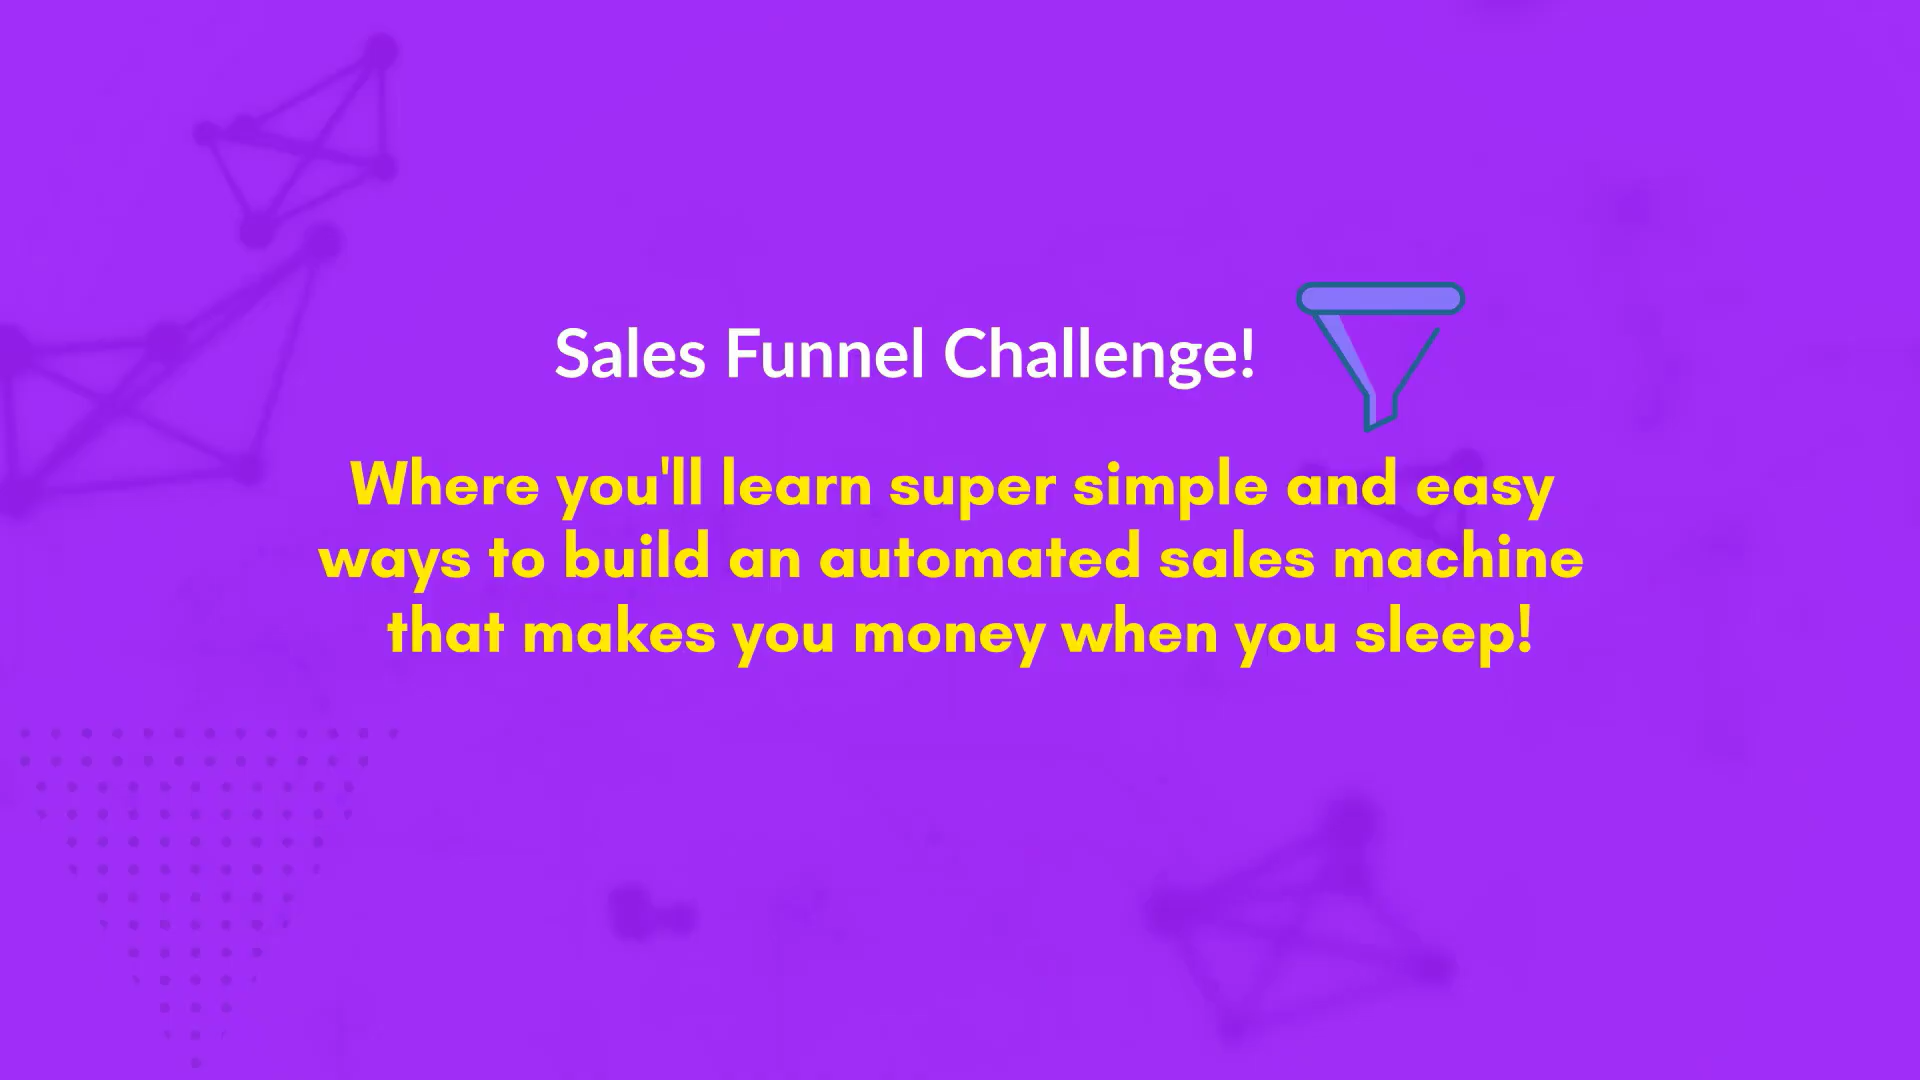 Sales Funnel Challenge!
Where you'll learn super simple and easy
ways to build an automated sales machine
that makes you money when you sleep!